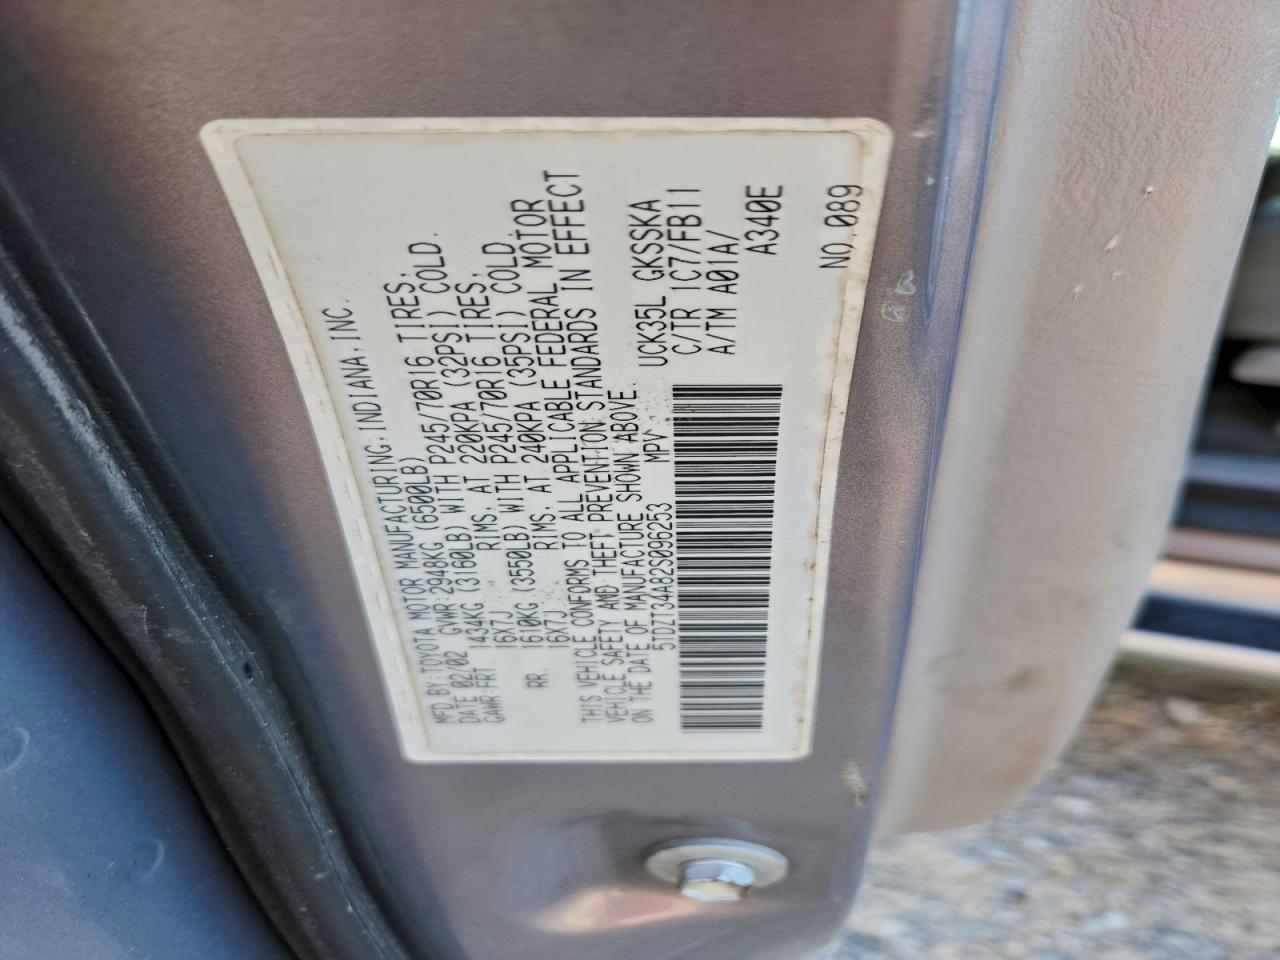 MFD. BY: TOYOTA MOTOR MANUFACTURING, INDIANA, INC.
DATE 02/02 GVWR 2948KG (6500LB)
GAWR: FRT. 1434KG (3160LB) WITH P245/70R16 TIRES,
16X7J RIMS, AT 220KPA (32PSI) COLD.
RR. 1610KG (3550LB) WITH P245/70R16 TIRES,
16X7J RIMS, AT 240KPA (35PSI) COLD.
THIS VEHICLE CONFORMS TO ALL APPLICABLE FEDERAL MOTOR
VEHICLE SAFETY AND THEFT PREVENTION STANDARDS IN EFFECT
ON THE DATE OF MANUFACTURE SHOWN ABOVE.
5TDZT34A82S096253 MPV
UCK35L GKSSKA
C/TR 1C7/FB11
A/TM A01A/
A340E
NO. 089